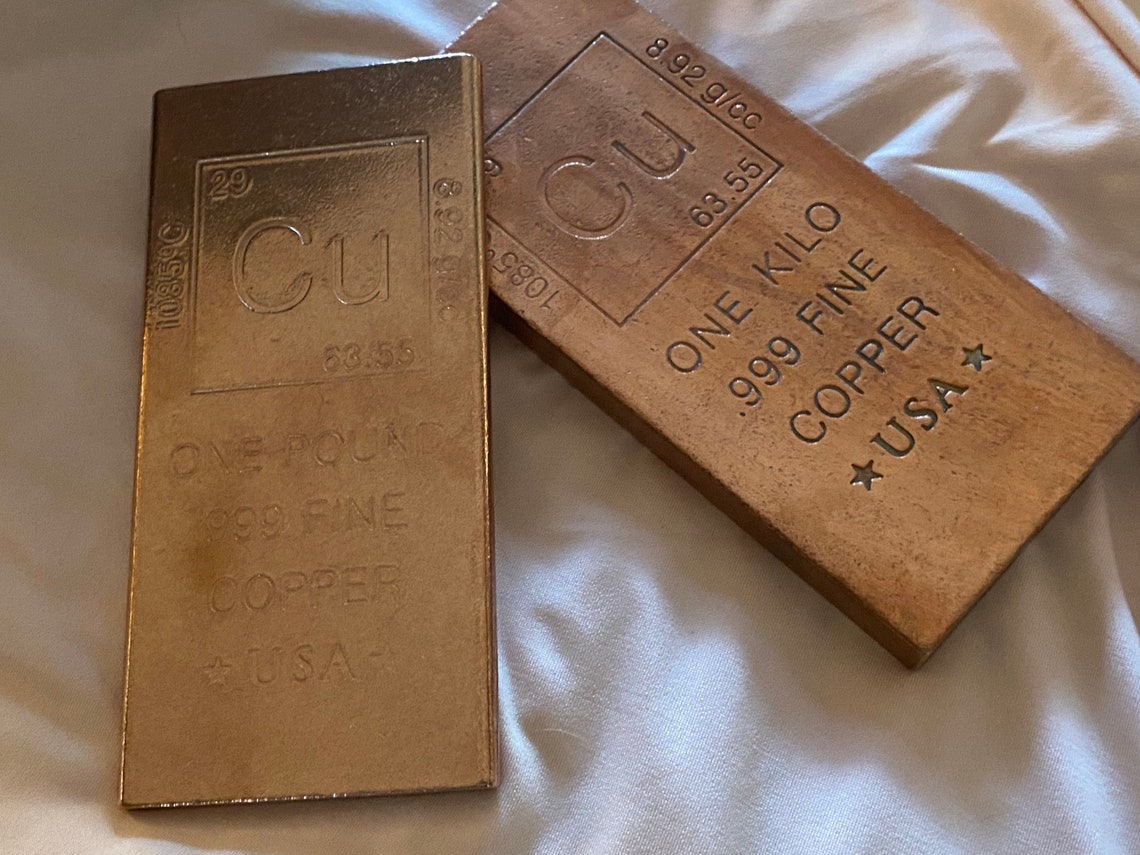 29
Cu
63.55
1085°C
8.92 g/cc
ONE POUND
.999 FINE
COPPER
★ USA ★
8.92 g/cc
Cu
63.55
1085°
ONE KILO
.999 FINE
COPPER
★ USA ★